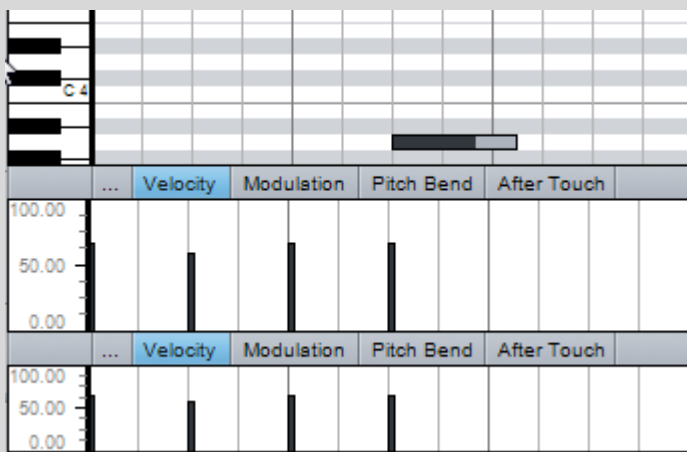 C 4
... Velocity Modulation Pitch Bend After Touch
100.00
50.00
0.00
... Velocity Modulation Pitch Bend After Touch
100.00
50.00
0.00